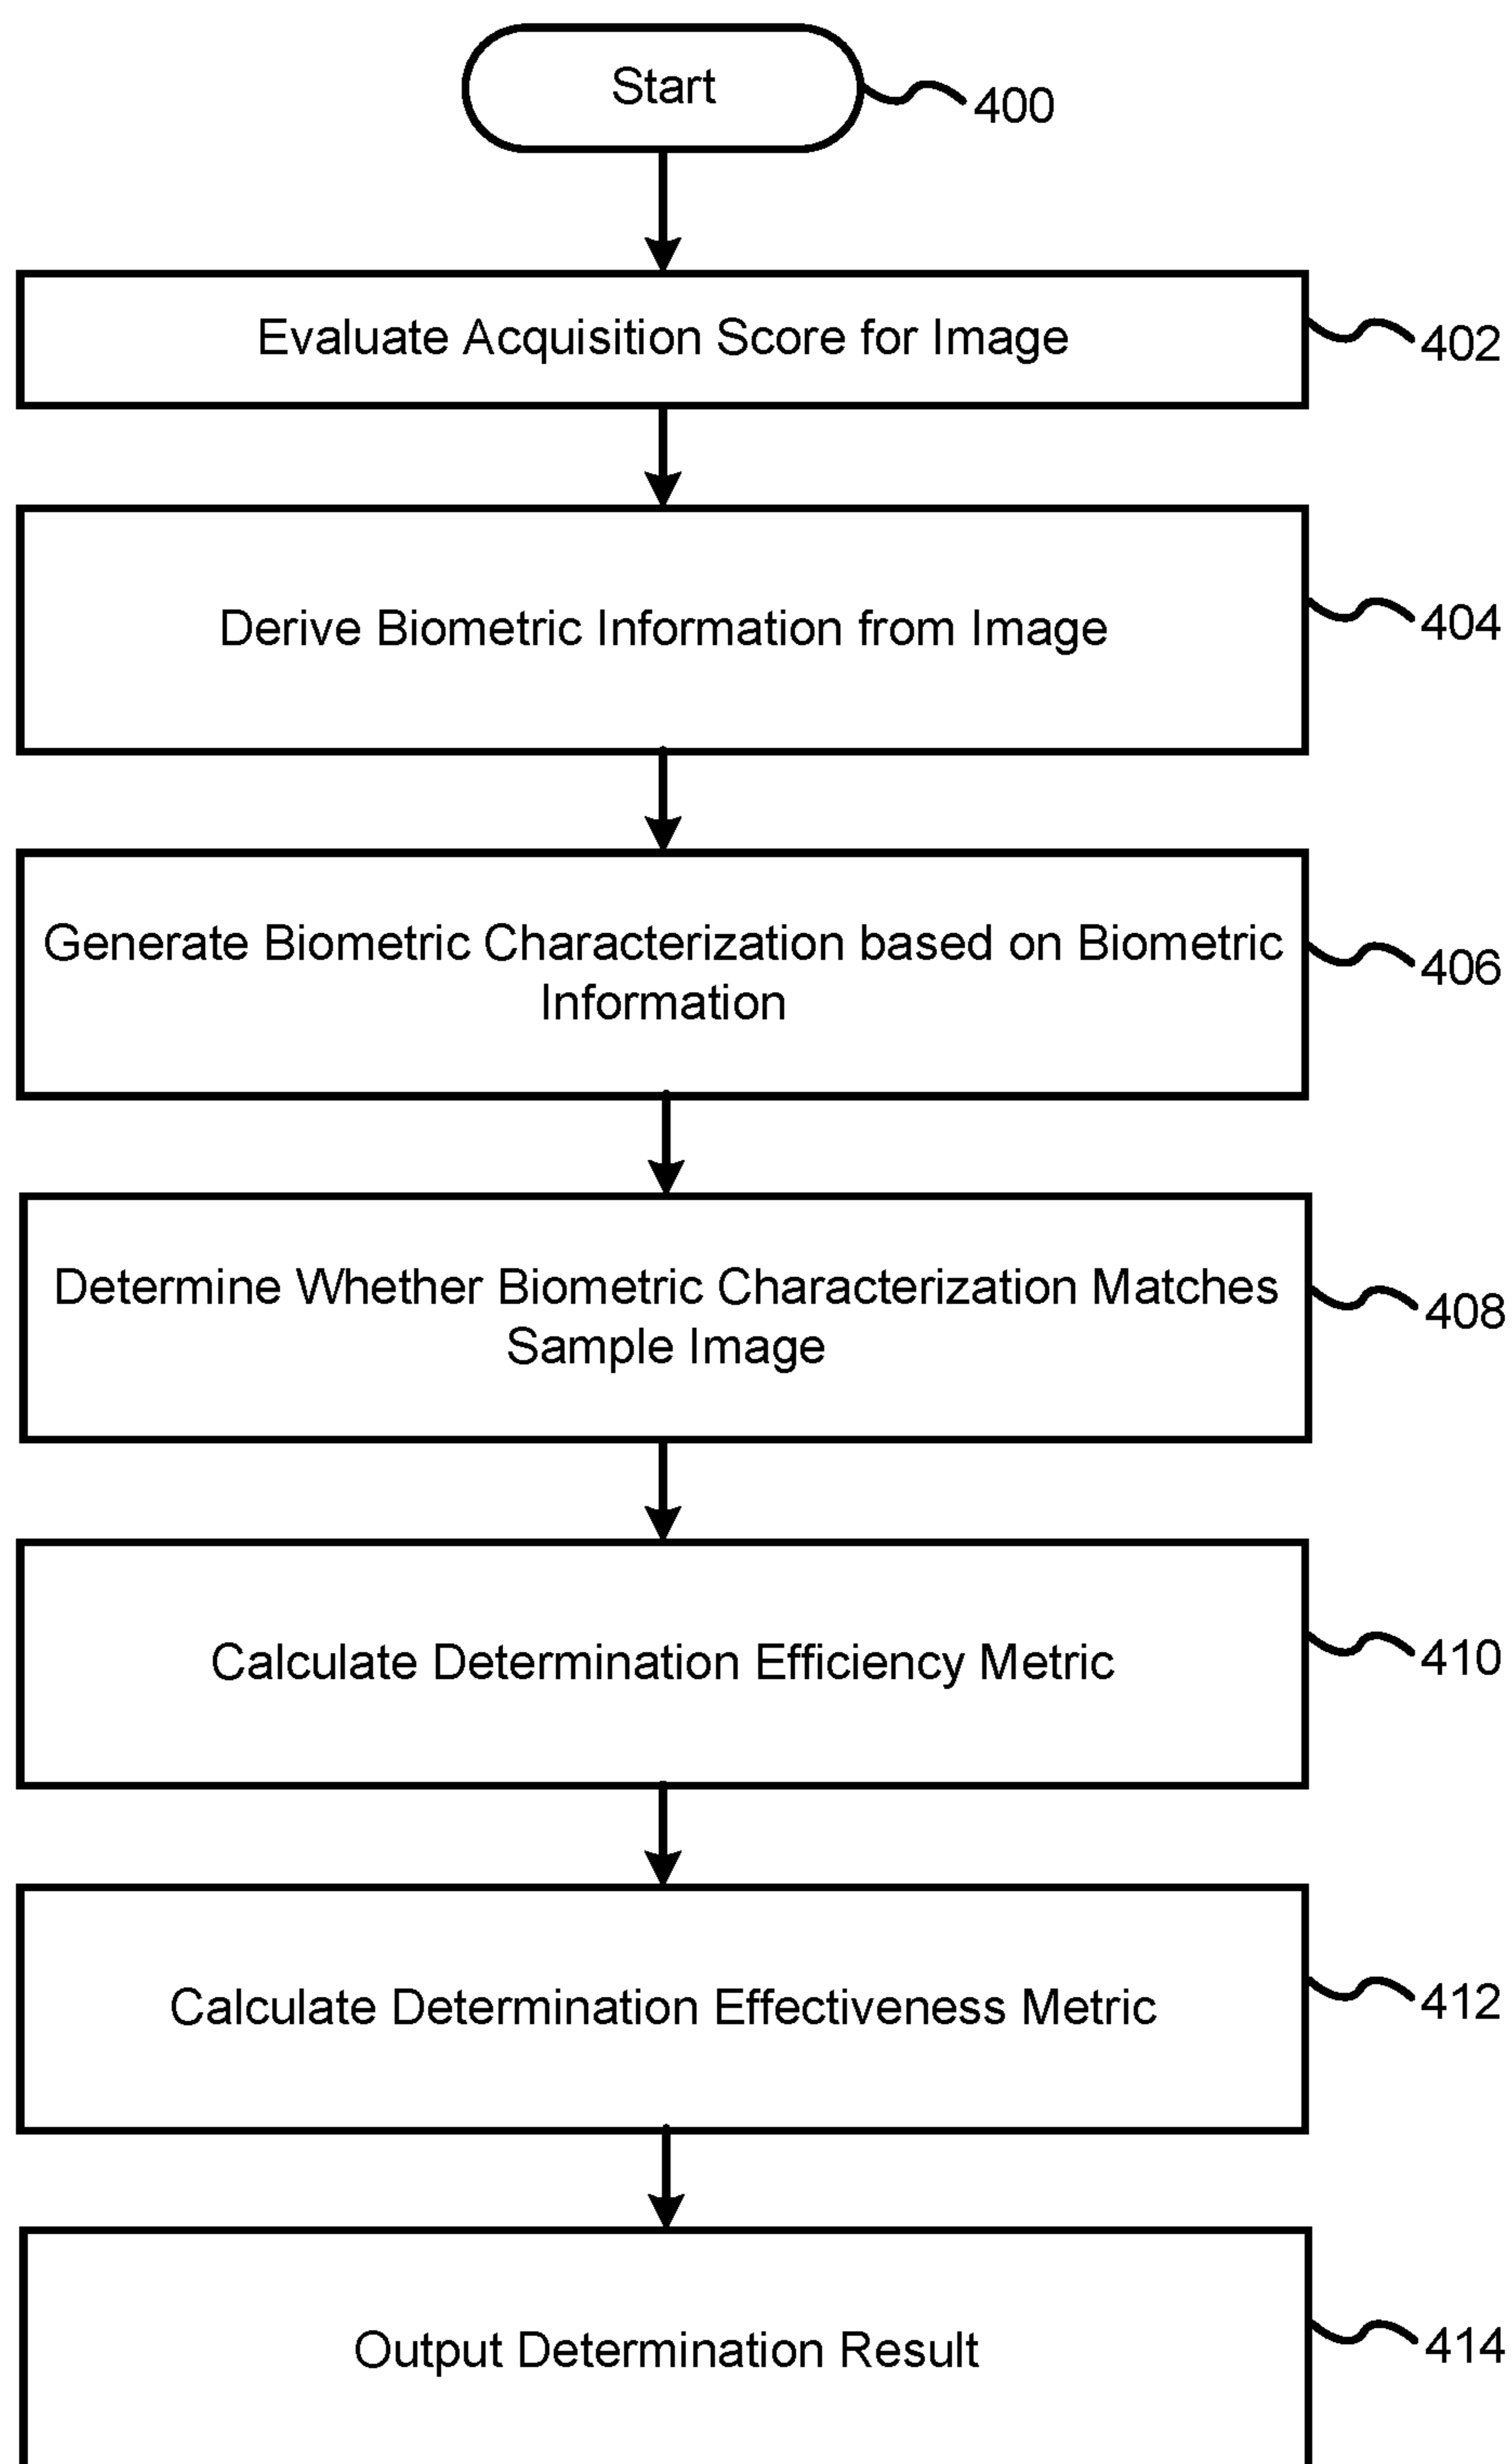 Start
400
Evaluate Acquisition Score for Image
402
Derive Biometric Information from Image
404
Generate Biometric Characterization based on Biometric
Information
406
Determine Whether Biometric Characterization Matches
Sample Image
408
Calculate Determination Efficiency Metric
410
Calculate Determination Effectiveness Metric
412
Output Determination Result
414